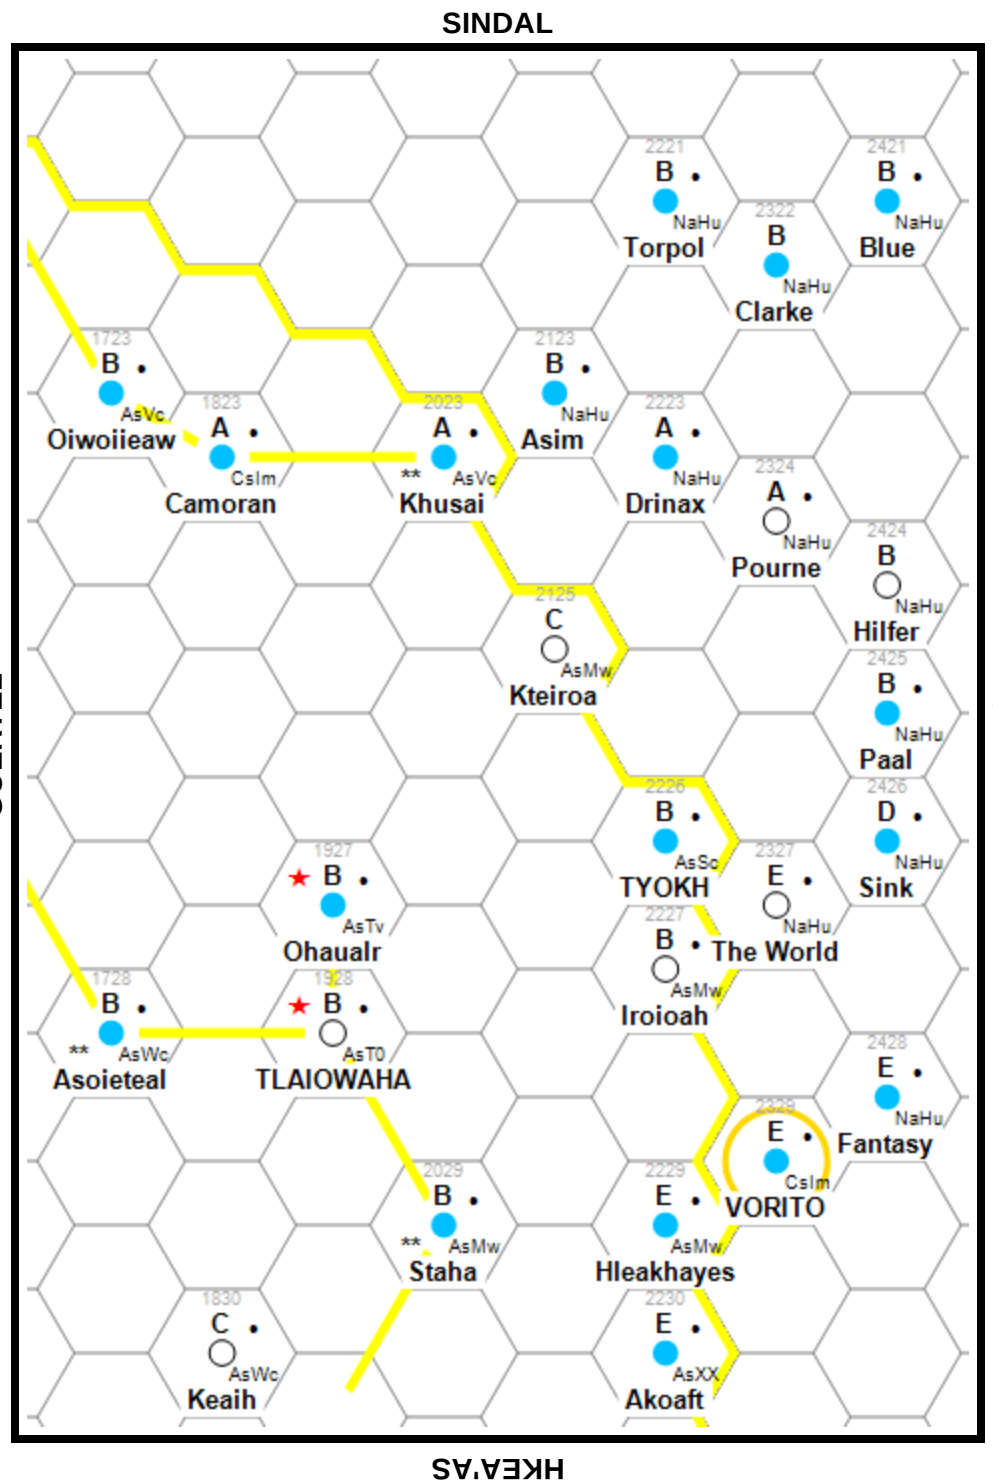 SINDAL
2221
B
NaHu
Torpol
2421
B
NaHu
Blue
2322
B
NaHu
Clarke
1723
B
AsVc
Oiwoiieaw
1823
A
CsIm
Camoran
2023
A
**
AsVc
Khusai
2123
B
NaHu
Asim
2223
A
NaHu
Drinax
2324
A
NaHu
Pourne
2424
B
NaHu
Hilfer
2125
C
AsMw
Kteiroa
2425
B
NaHu
Paal
2226
B
AsSc
TYOKH
2426
D
NaHu
Sink
1927
B
AsTv
Ohaualr
2327
E
NaHu
The World
2227
B
AsMw
Iroioah
1728
B
**
AsWc
Asoieteal
1928
B
AsT0
TLAIOWAHA
2428
E
NaHu
Fantasy
2329
E
CsIm
VORITO
2029
B
**
AsMw
Staha
2229
E
AsMw
Hleakhayes
1830
C
AsWc
Keaih
2230
E
AsXX
Akoaft
HKEA'AS